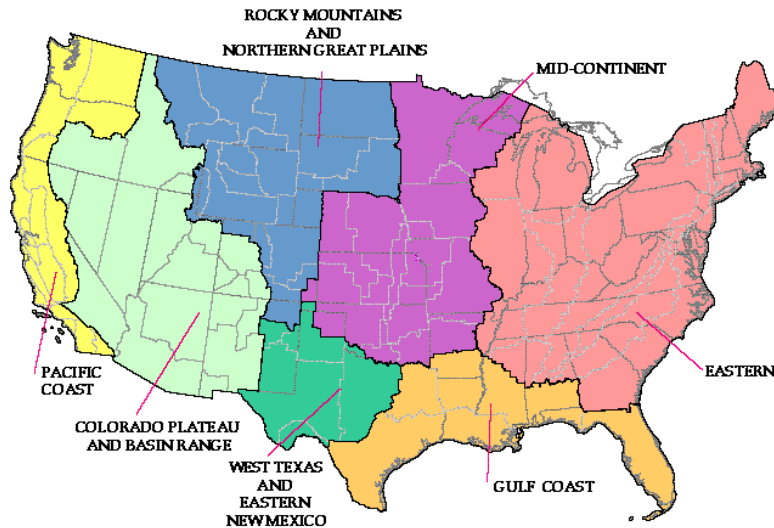 ROCKY MOUNTAINS
AND
NORTHERN GREAT PLAINS
MID-CONTINENT
EASTERN
PACIFIC
COAST
COLORADO PLATEAU
AND BASIN RANGE
WEST TEXAS
AND
EASTERN
NEW MEXICO
GULF COAST